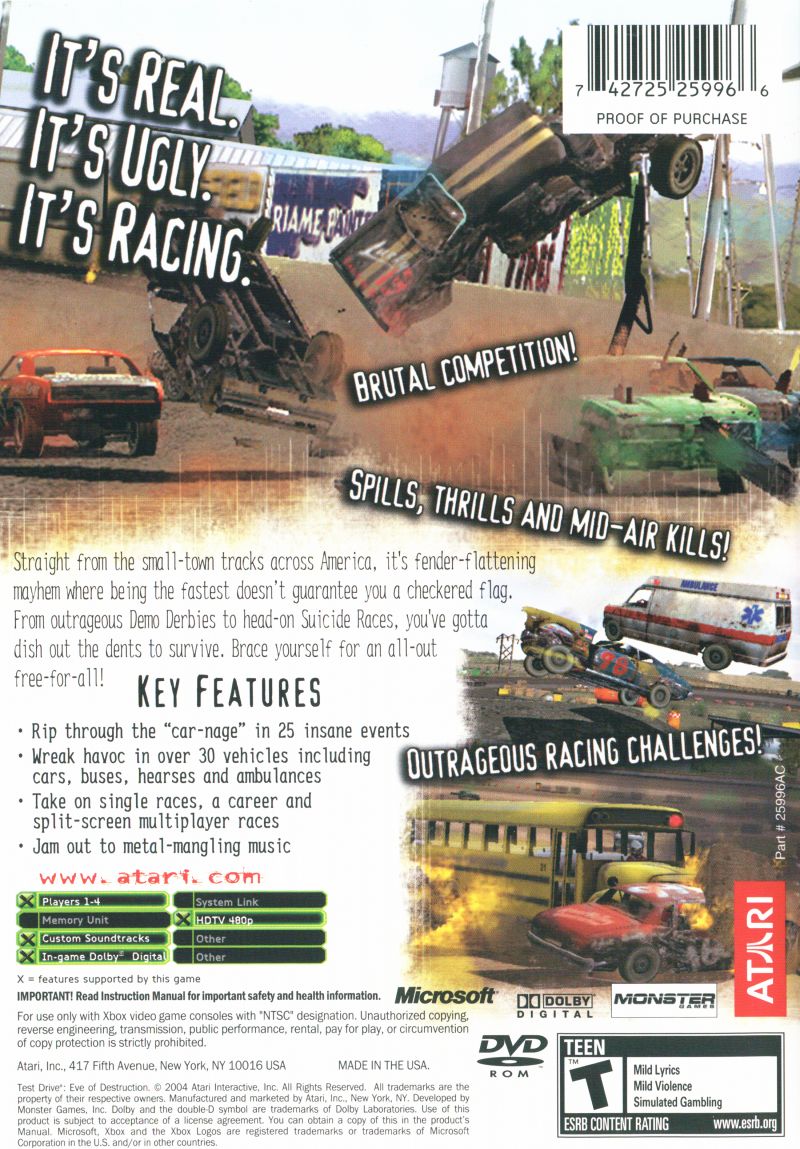 IT'S REAL.
IT'S UGLY.
IT'S RACING.
7 42725 25996 6
PROOF OF PURCHASE
RIAME PAINTE
TIRES
BRUTAL COMPETITION!
SPILLS, THRILLS AND MID-AIR KILLS!
Straight from the small-town tracks across America, it's fender-flattening
mayhem where being the fastest doesn't guarantee you a checkered flag.
From outrageous Demo Derbies to head-on Suicide Races, you've gotta
dish out the dents to survive. Brace yourself for an all-out
free-for-all!
AMBULANCE
76
KEY FEATURES
• Rip through the "car-nage" in 25 insane events
• Wreak havoc in over 30 vehicles including
cars, buses, hearses and ambulances
• Take on single races, a career and
split-screen multiplayer races
• Jam out to metal-mangling music
OUTRAGEOUS RACING CHALLENGES!
Part # 25996AC
www.atari.com
X Players 1-4
System Link
Memory Unit
X HDTV 480p
X Custom Soundtracks
Other
X In-game Dolby® Digital
Other
X = features supported by this game
IMPORTANT! Read Instruction Manual for important safety and health information.
For use only with Xbox video game consoles with "NTSC" designation. Unauthorized copying,
reverse engineering, transmission, public performance, rental, pay for play, or circumvention
of copy protection is strictly prohibited.
Atari, Inc., 417 Fifth Avenue, New York, NY 10016 USA MADE IN THE USA.
Test Drive®: Eve of Destruction. © 2004 Atari Interactive, Inc. All Rights Reserved. All trademarks are the
property of their respective owners. Manufactured and marketed by Atari, Inc., New York, NY. Developed by
Monster Games, Inc. Dolby and the double-D symbol are trademarks of Dolby Laboratories. Use of this
product is subject to acceptance of a license agreement. You can obtain a copy of this in the product's
Manual. Microsoft, Xbox and the Xbox Logos are registered trademarks or trademarks of Microsoft
Corporation in the U.S. and/or in other countries.
Microsoft®
DOLBY
DIGITAL
MONSTER
GAMES
ATARI
DVD
ROM
TEEN
T
TM
Mild Lyrics
Mild Violence
Simulated Gambling
ESRB CONTENT RATING www.esrb.org